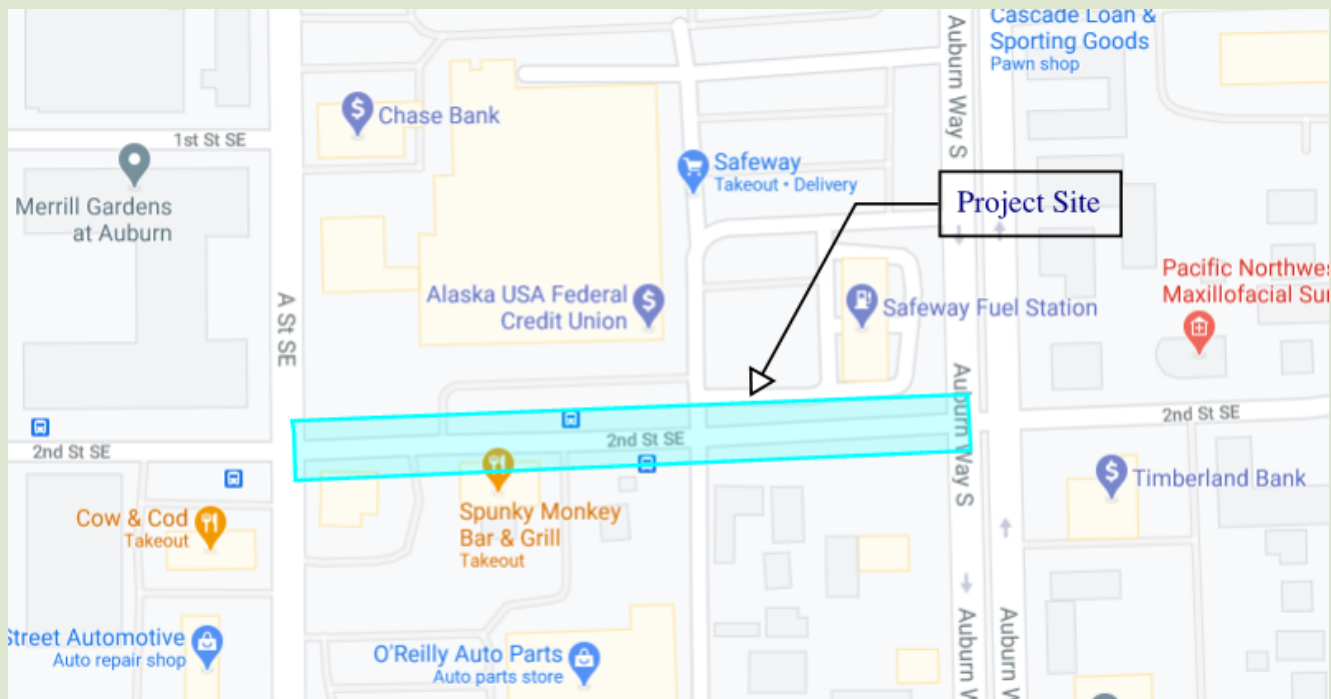 Cascade Loan &
Sporting Goods
Pawn shop
Auburn Way S
Chase Bank
1st St SE
Safeway
Takeout • Delivery
Merrill Gardens
at Auburn
Project Site
Pacific Northwes
Maxillofacial Sur
A St SE
Alaska USA Federal
Credit Union
Safeway Fuel Station
Auburn Way S
2nd St SE
2nd St SE
2nd St SE
Timberland Bank
Cow & Cod
Takeout
Spunky Monkey
Bar & Grill
Takeout
Street Automotive
Auto repair shop
O'Reilly Auto Parts
Auto parts store
Auburn W
Auburn W